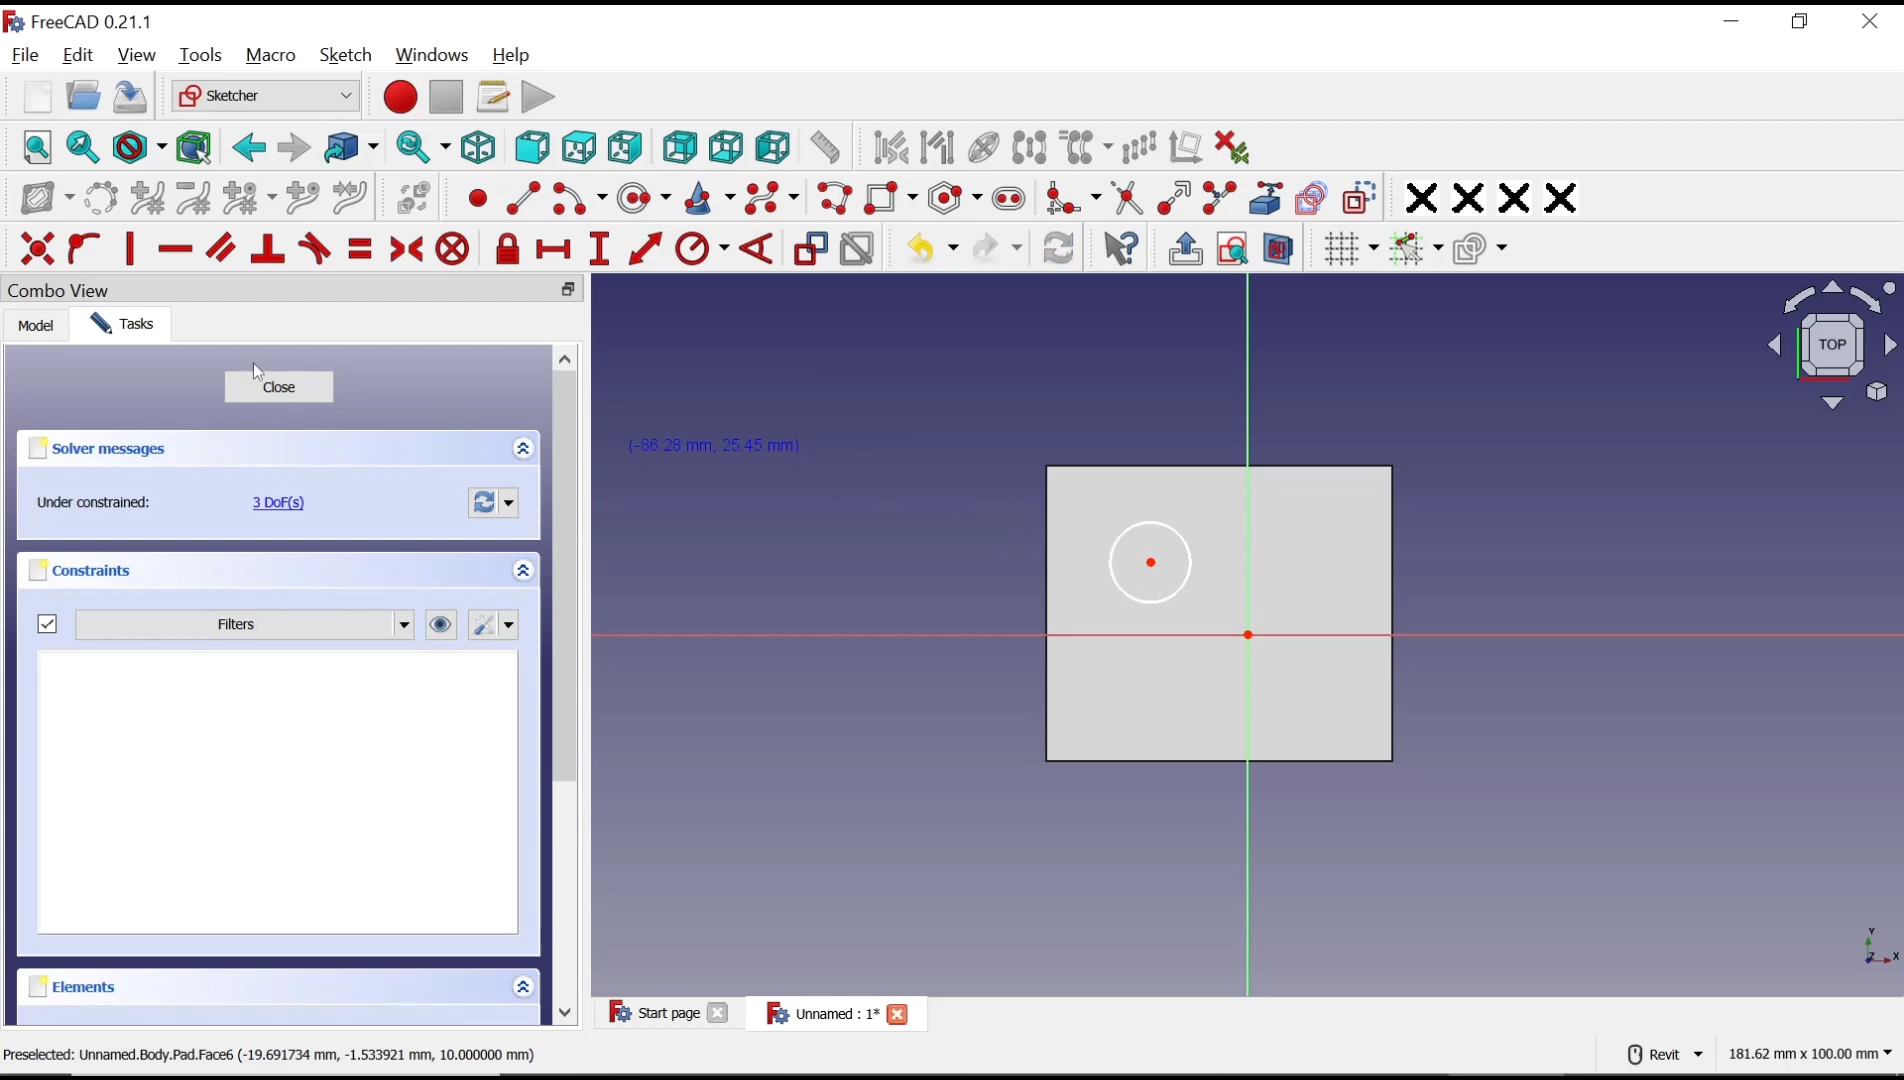 FreeCAD 0.21.1
File Edit View Tools Macro Sketch Windows Help
Sketcher
Combo View
Model Tasks
TOP
Close
(-86.28 mm, 25.45 mm)
Solver messages
Under constrained: 3 DoF(s)
Constraints
Filters
Y
Z X
Elements
Start page Unnamed : 1*
Preselected: Unnamed.Body.Pad.Face6 (-19.691734 mm, -1.533921 mm, 10.000000 mm) Revit 181.62 mm x 100.00 mm